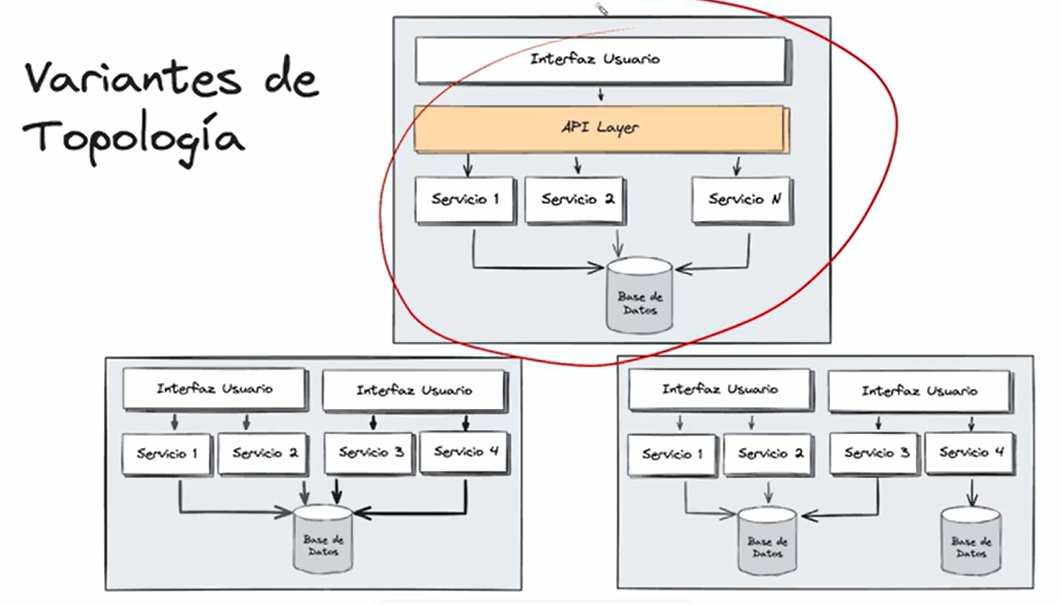 Variantes de
Topología
Interfaz Usuario
API Layer
Servicio 1
Servicio 2
Servicio N
Base de
Datos
Interfaz Usuario
Interfaz Usuario
Servicio 1
Servicio 2
Servicio 3
Servicio 4
Base de
Datos
Interfaz Usuario
Interfaz Usuario
Servicio 1
Servicio 2
Servicio 3
Servicio 4
Base de
Datos
Base de
Datos